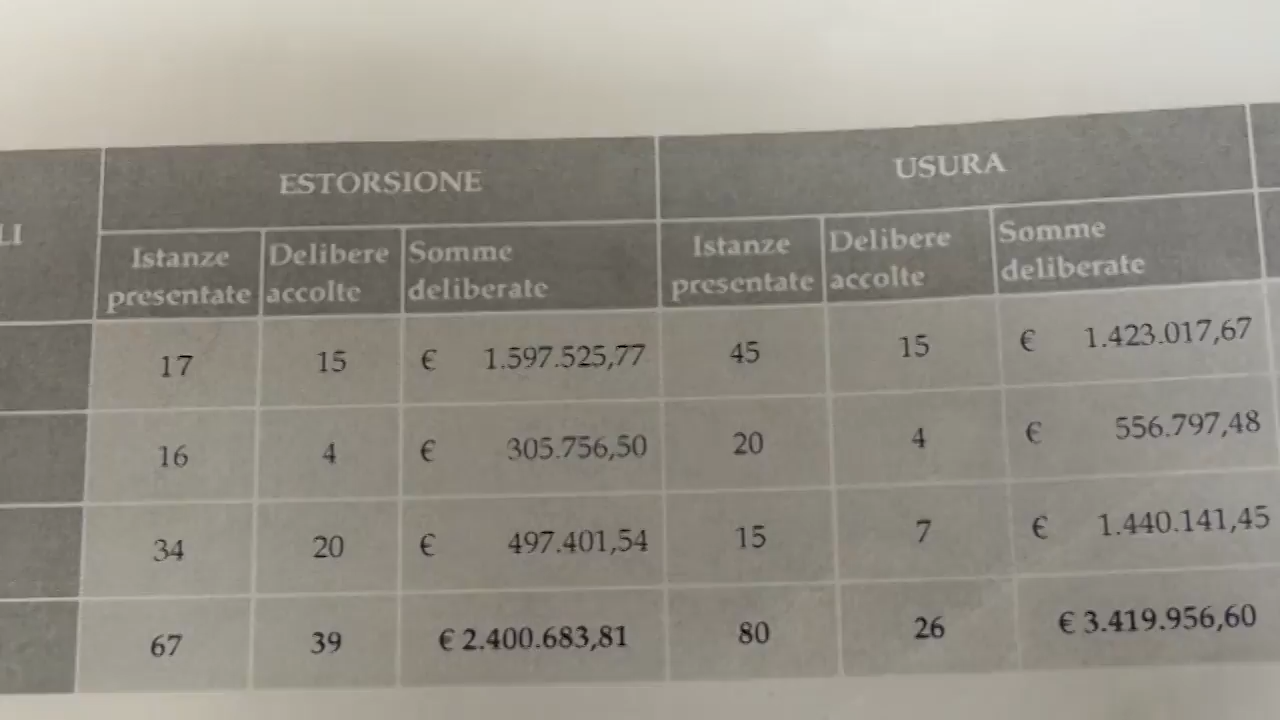 ESTORSIONE USURA
LI
Istanze presentate Delibere accolte Somme deliberate Istanze presentate Delibere accolte Somme deliberate
17 15 € 1.597.525,77 45 15 € 1.423.017,67
16 4 € 305.756,50 20 4 € 556.797,48
34 20 € 497.401,54 15 7 € 1.440.141,45
67 39 € 2.400.683,81 80 26 € 3.419.956,60